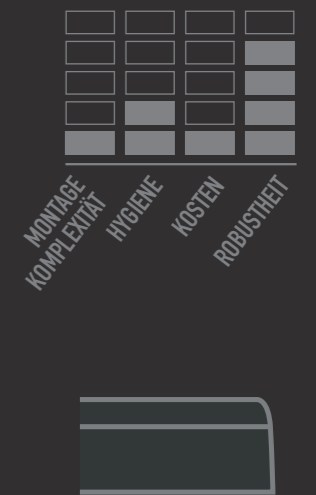 MONTAGE
KOMPLEXITÄT
HYGIENE
KOSTEN
ROBUSTHEIT